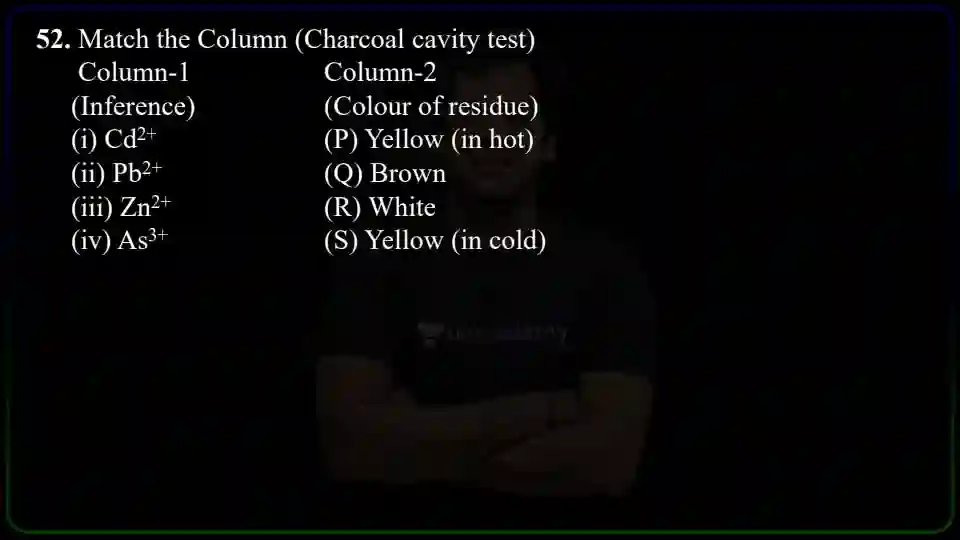 52. Match the Column (Charcoal cavity test)
Column-1 Column-2
(Inference) (Colour of residue)
(i) Cd²⁺ (P) Yellow (in hot)
(ii) Pb²⁺ (Q) Brown
(iii) Zn²⁺ (R) White
(iv) As³⁺ (S) Yellow (in cold)